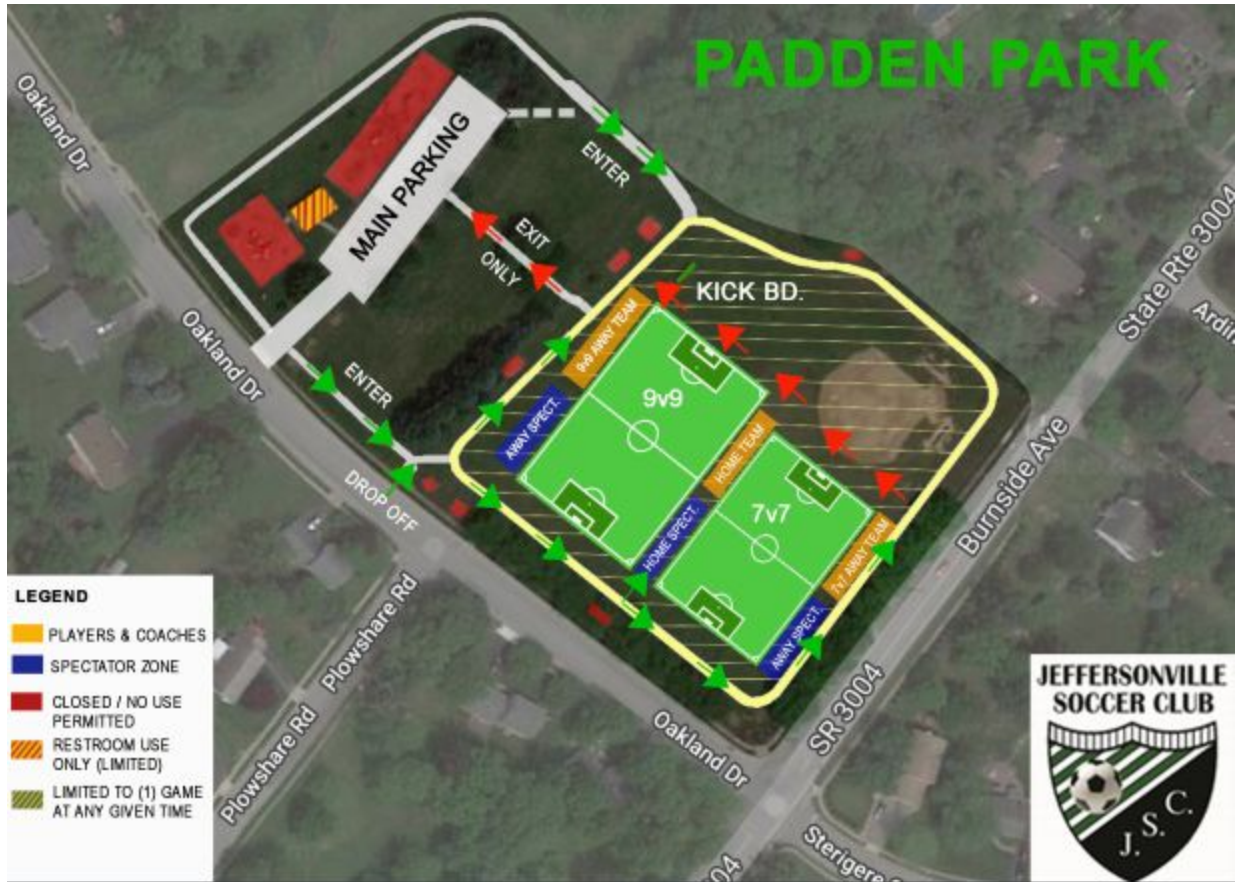 PADDEN PARK
Oakland Dr
MAIN PARKING
ENTER
EXIT
ONLY
State Rte 3004
KICK BD.
9v9 AWAY TEAM
Oakland Dr
ENTER
9v9
AWAY SPECT.
HOME TEAM
Burnside Ave
DROP OFF
7v7
HOME SPECT.
7v7 AWAY TEAM
AWAY SPECT.
Plowshare Rd
Plowshare Rd
Oakland Dr
SR 3004
LEGEND
PLAYERS & COACHES
SPECTATOR ZONE
CLOSED / NO USE
PERMITTED
RESTROOM USE
ONLY (LIMITED)
LIMITED TO (1) GAME
AT ANY GIVEN TIME
JEFFERSONVILLE
SOCCER CLUB
J. S. C.